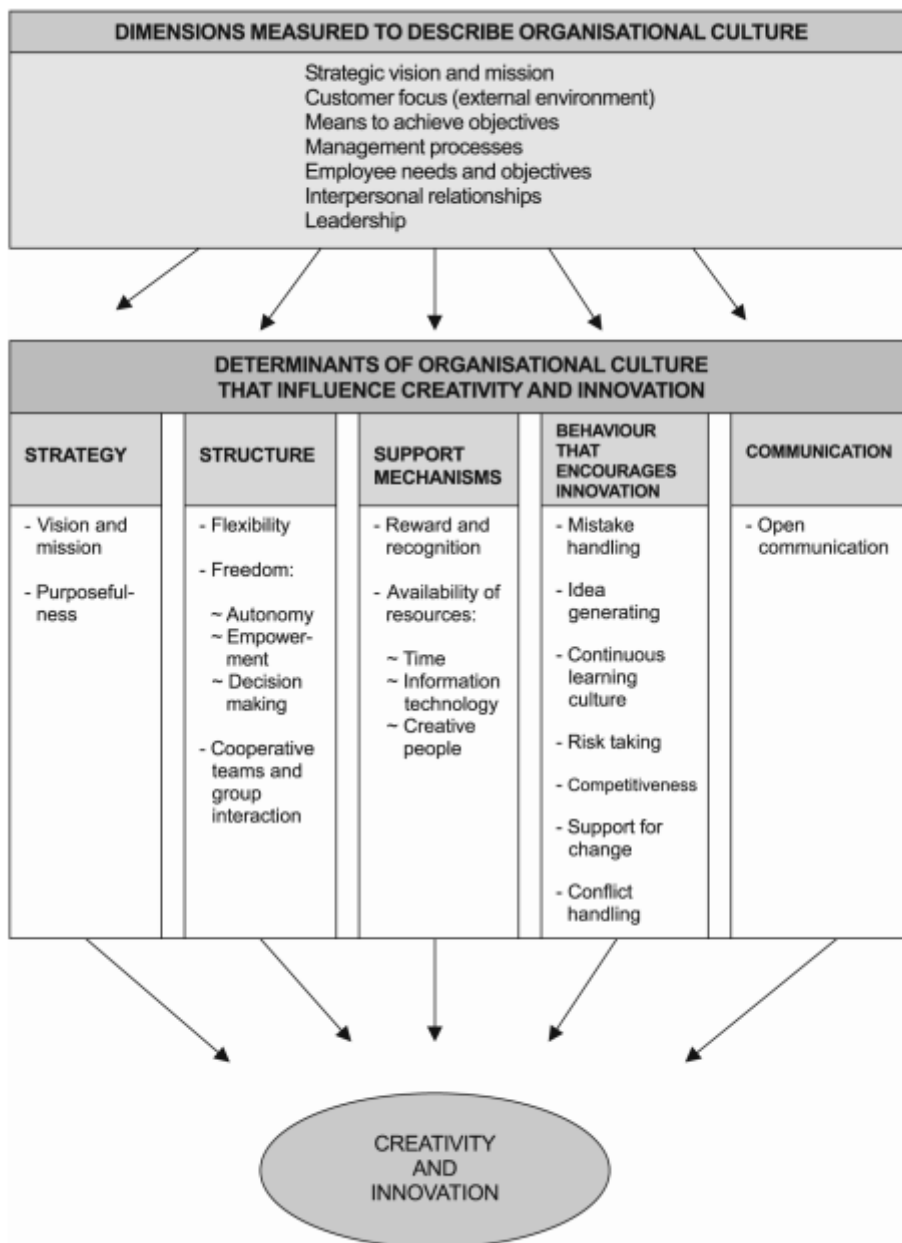 DIMENSIONS MEASURED TO DESCRIBE ORGANISATIONAL CULTURE
Strategic vision and mission
Customer focus (external environment)
Means to achieve objectives
Management processes
Employee needs and objectives
Interpersonal relationships
Leadership
DETERMINANTS OF ORGANISATIONAL CULTURE
THAT INFLUENCE CREATIVITY AND INNOVATION
STRATEGY
- Vision and
mission
- Purposeful-
ness
STRUCTURE
- Flexibility
- Freedom:
~ Autonomy
~ Empower-
ment
~ Decision
making
- Cooperative
teams and
group
interaction
SUPPORT
MECHANISMS
- Reward and
recognition
- Availability of
resources:
~ Time
~ Information
technology
~ Creative
people
BEHAVIOUR
THAT
ENCOURAGES
INNOVATION
- Mistake
handling
- Idea
generating
- Continuous
learning
culture
- Risk taking
- Competitiveness
- Support for
change
- Conflict
handling
COMMUNICATION
- Open
communication
CREATIVITY
AND
INNOVATION